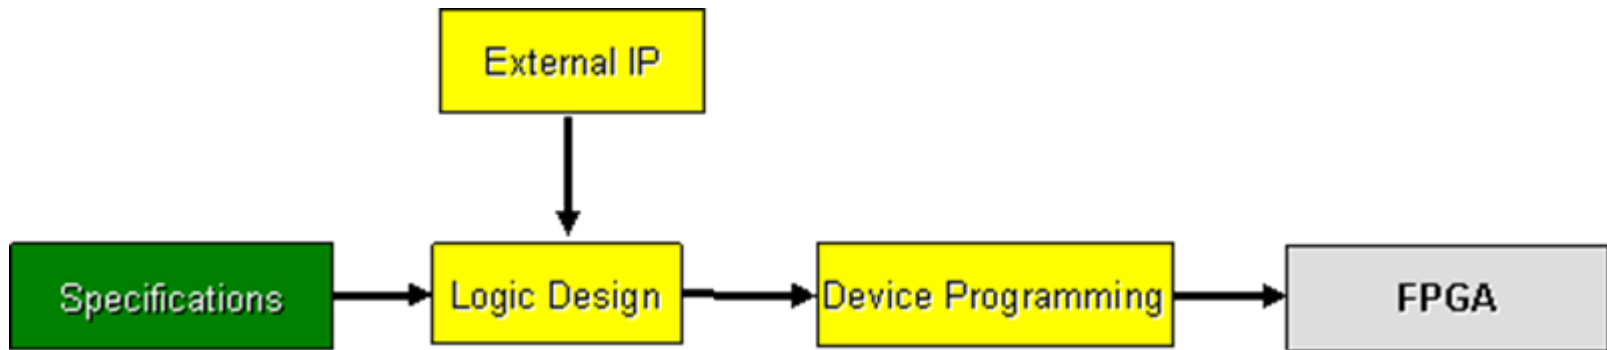 External IP
Specifications
Logic Design
Device Programming
FPGA